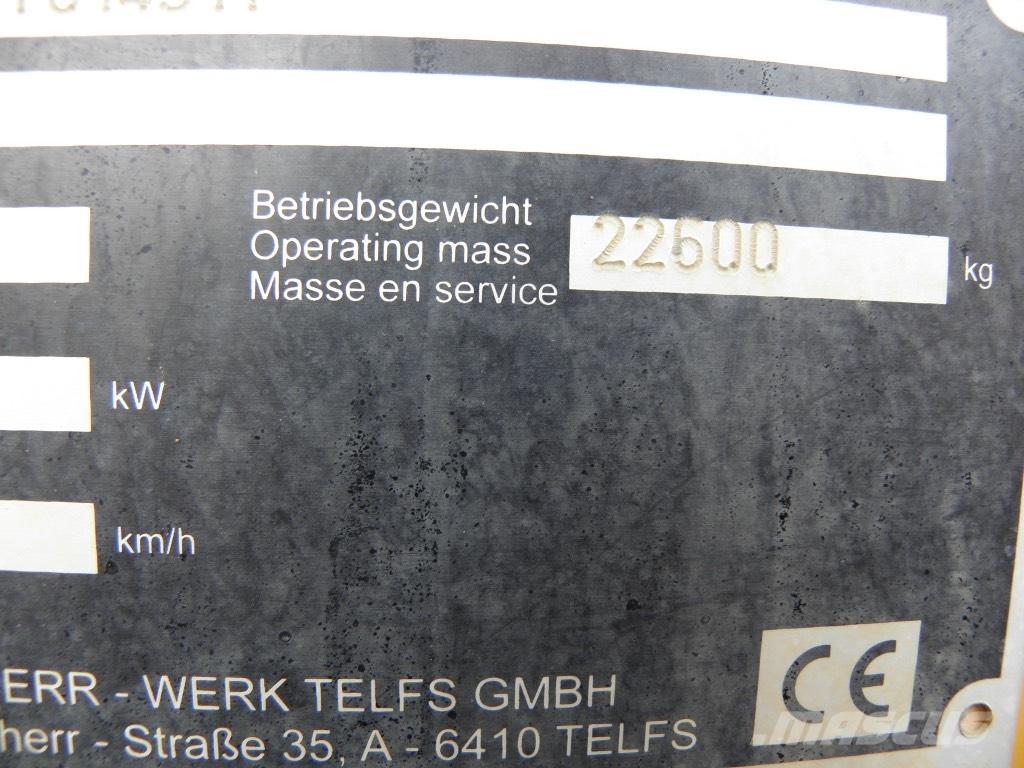 Betriebsgewicht
Operating mass 22600 kg
Masse en service
kW
km/h
ERR - WERK TELFS GMBH
herr - Straße 35, A - 6410 TELFS
CE
MASCUS